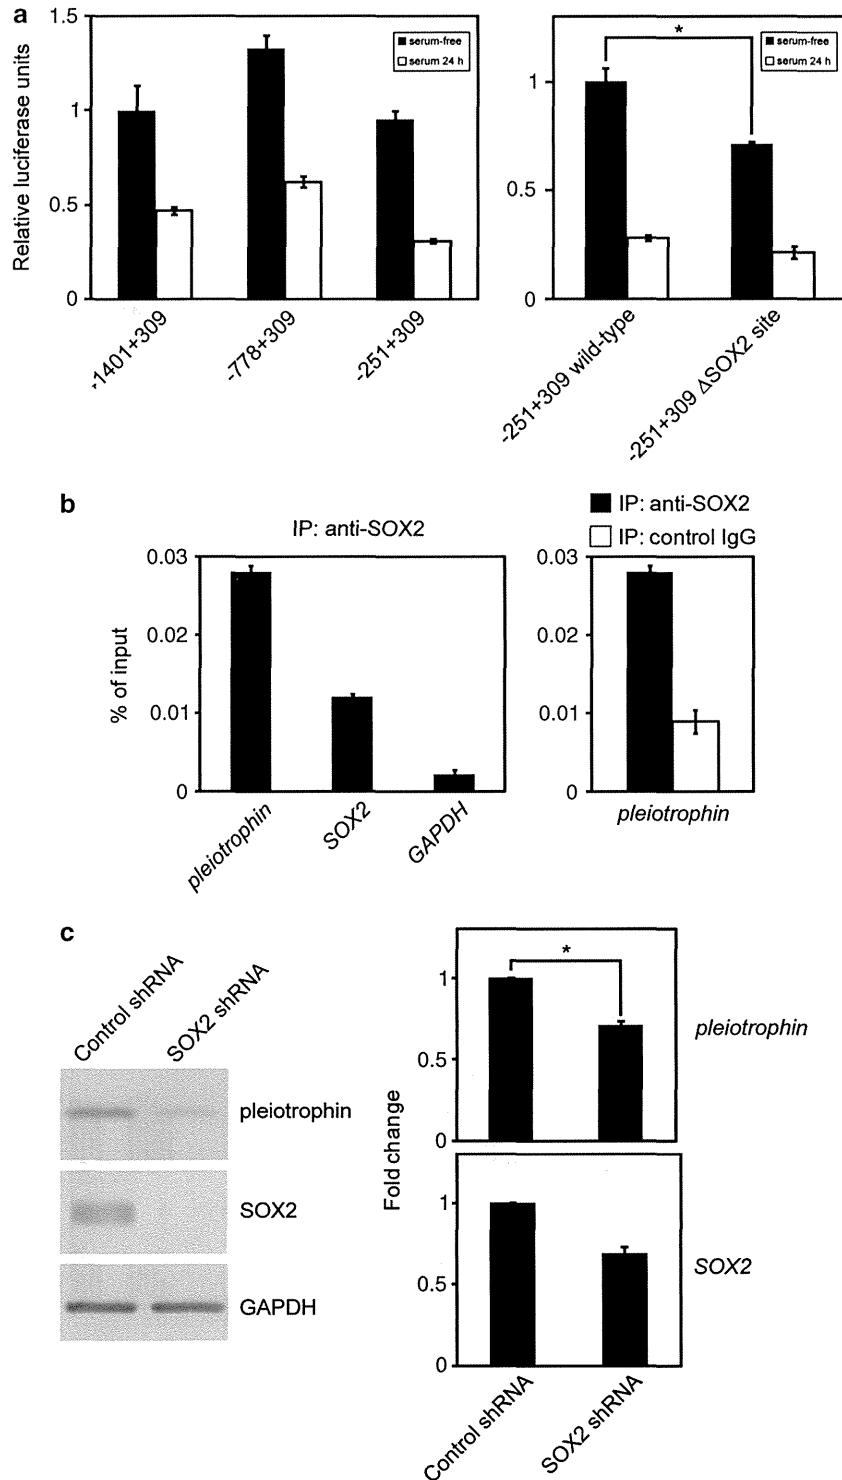 a
Relative luciferase units
1.5
1
0.5
0
serum-free
serum 24 h
-1401+309
-778+309
-251+309
1
0.5
0
*
serum-free
serum 24 h
-251+309 wild-type
-251+309 ΔSOX2 site
b
IP: anti-SOX2
% of input
0.03
0.02
0.01
0
pleiotrophin
SOX2
GAPDH
IP: anti-SOX2
IP: control IgG
0.03
0.02
0.01
0
pleiotrophin
c
Control shRNA
SOX2 shRNA
pleiotrophin
SOX2
GAPDH
Fold change
1
0.5
0
*
pleiotrophin
1
0.5
0
SOX2
Control shRNA
SOX2 shRNA